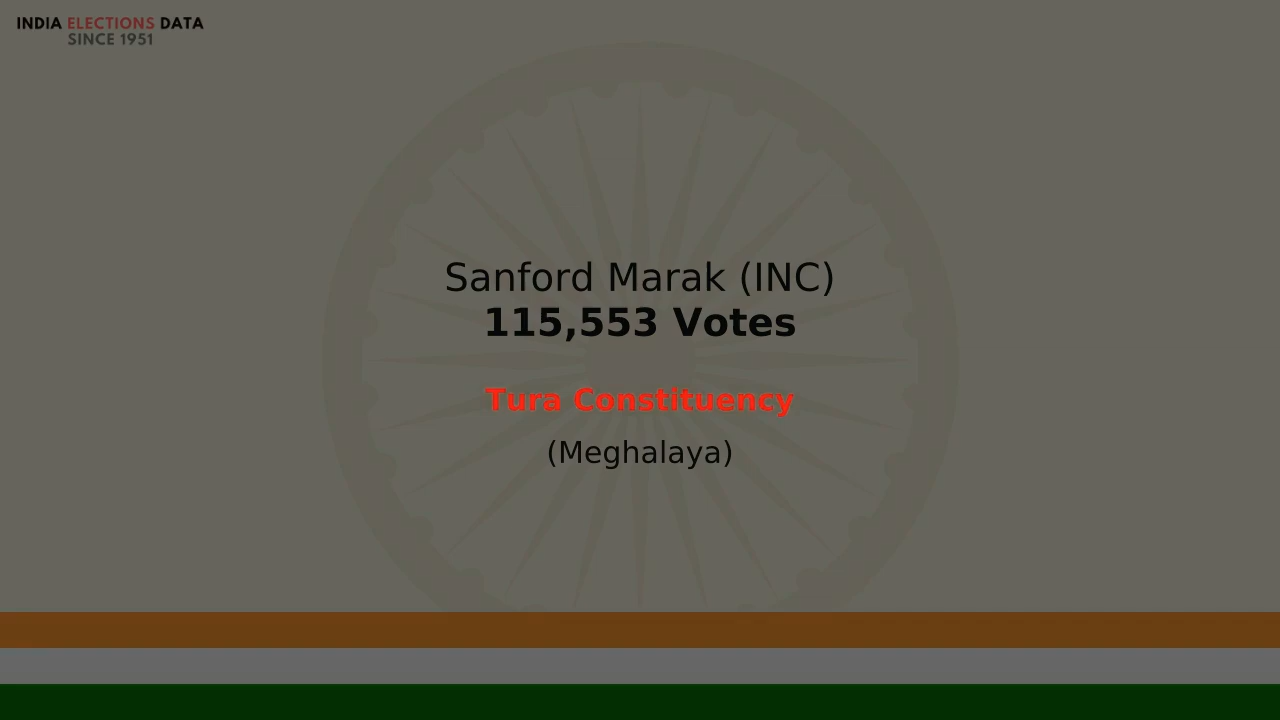 INDIA ELECTIONS DATA
SINCE 1951
Sanford Marak (INC)
115,553 Votes
Tura Constituency
(Meghalaya)